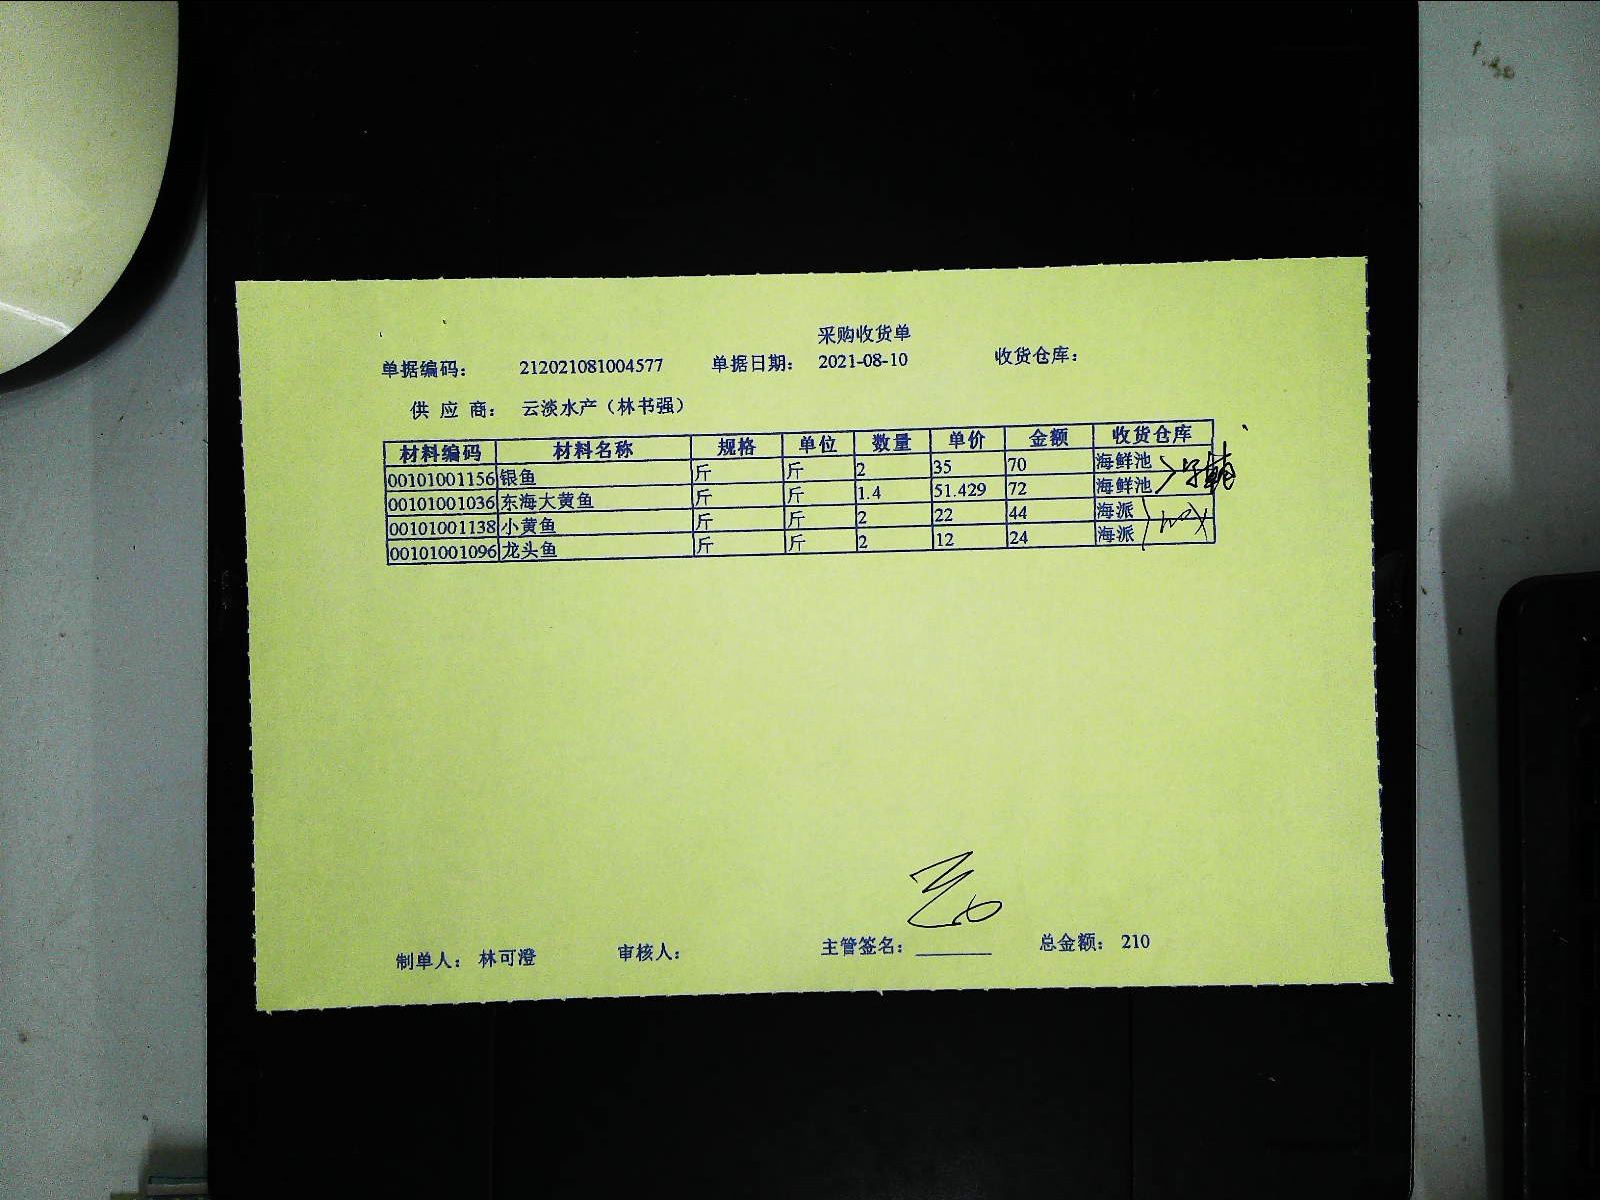 采购收货单
单据编码： 212021081004577 单据日期： 2021-08-10 收货仓库：
供 应 商： 云淡水产（林书强）
材料编码 材料名称 规格 单位 数量 单价 金额 收货仓库
00101001156 银鱼 斤 斤 2 35 70 海鲜池
00101001036 东海大黄鱼 斤 斤 1.4 51.429 72 海鲜池
00101001138 小黄鱼 斤 斤 2 22 44 海派
00101001096 龙头鱼 斤 斤 2 12 24 海派
制单人： 林可澄 审核人： 主管签名： 总金额： 210